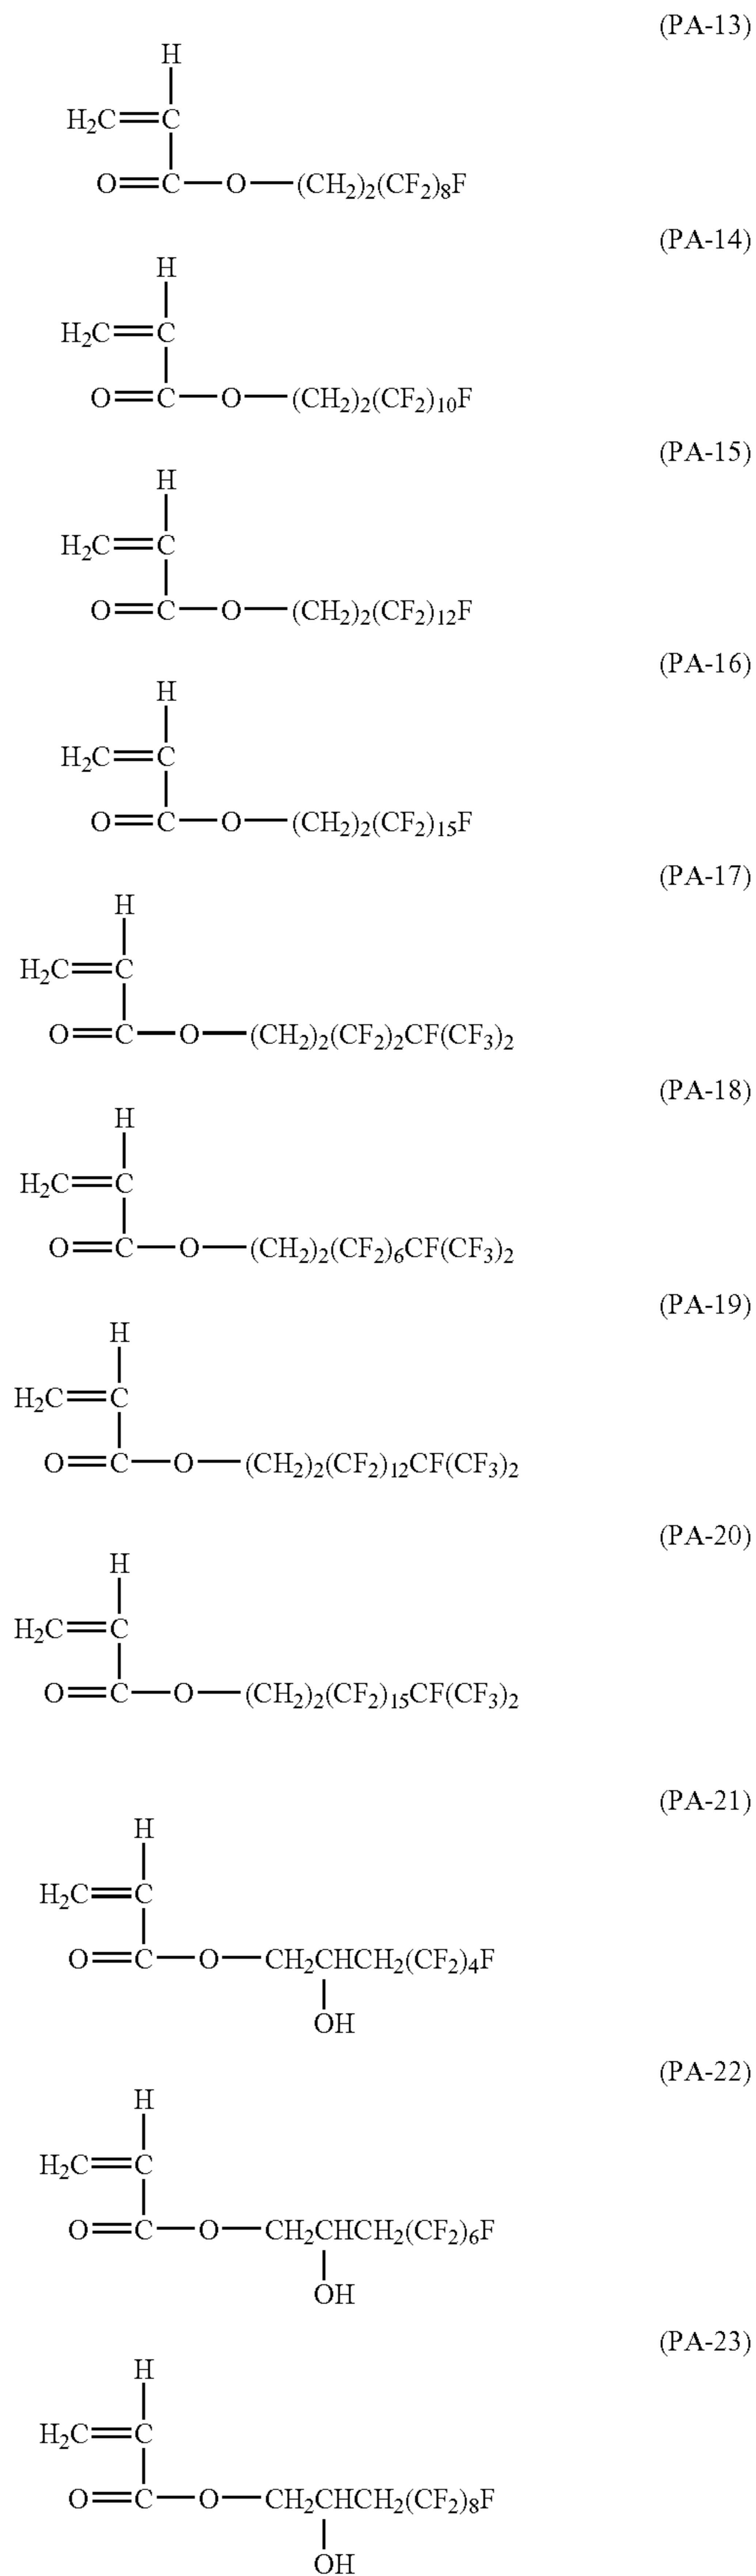 (PA-13)
H
H₂C=C
O=C—O—(CH₂)₂(CF₂)₈F
(PA-14)
H
H₂C=C
O=C—O—(CH₂)₂(CF₂)₁₀F
(PA-15)
H
H₂C=C
O=C—O—(CH₂)₂(CF₂)₁₂F
(PA-16)
H
H₂C=C
O=C—O—(CH₂)₂(CF₂)₁₅F
(PA-17)
H
H₂C=C
O=C—O—(CH₂)₂(CF₂)₂CF(CF₃)₂
(PA-18)
H
H₂C=C
O=C—O—(CH₂)₂(CF₂)₆CF(CF₃)₂
(PA-19)
H
H₂C=C
O=C—O—(CH₂)₂(CF₂)₁₂CF(CF₃)₂
(PA-20)
H
H₂C=C
O=C—O—(CH₂)₂(CF₂)₁₅CF(CF₃)₂
(PA-21)
H
H₂C=C
O=C—O—CH₂CHCH₂(CF₂)₄F
OH
(PA-22)
H
H₂C=C
O=C—O—CH₂CHCH₂(CF₂)₆F
OH
(PA-23)
H
H₂C=C
O=C—O—CH₂CHCH₂(CF₂)₈F
OH